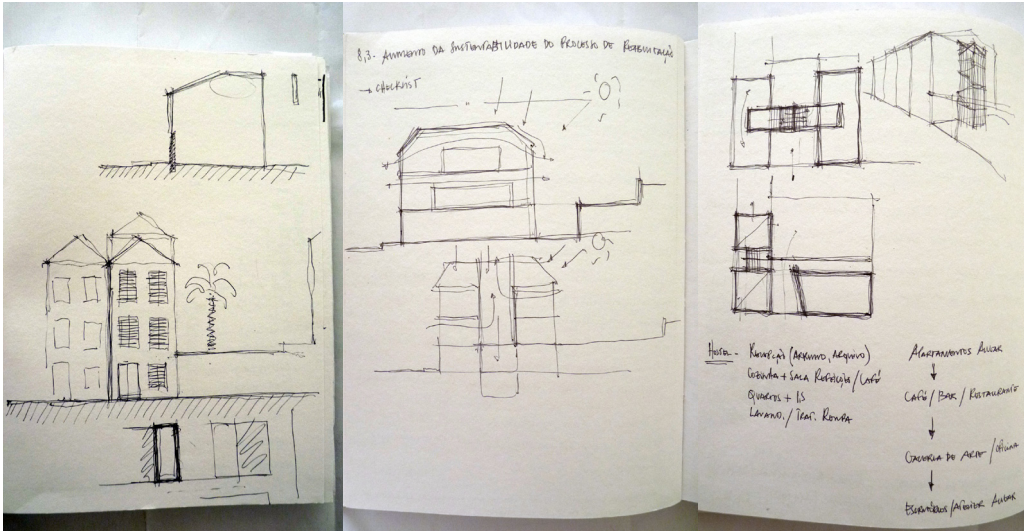 8,3- AUMENTO DA SUSTENTABILIDADE DO PROCESSO DE REABILITAÇÃO
→ CHECKLIST
HOSTEL - RECEPÇÃO (ARRUMO, ARQUIVO)
COZINHA + SALA REFEIÇÕES / CAFÉ
QUARTOS + IS
LAVAND. / TRAT. ROUPA
APARTAMENTOS ALUGAR
CAFÉ / BAR / RESTAURANTE
GALERIA DE ARTE / OFICINA
ESCRITÓRIOS / ATELIER ALUGAR